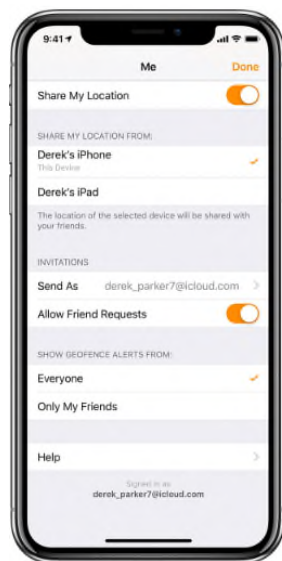 9:41
Me
Done
Share My Location
SHARE MY LOCATION FROM:
Derek's iPhone
This Device
Derek's iPad
The location of the selected device will be shared with
your friends.
INVITATIONS
Send As derek_parker7@icloud.com
Allow Friend Requests
SHOW GEOFENCE ALERTS FROM:
Everyone
Only My Friends
Help
Signed in as
derek_parker7@icloud.com